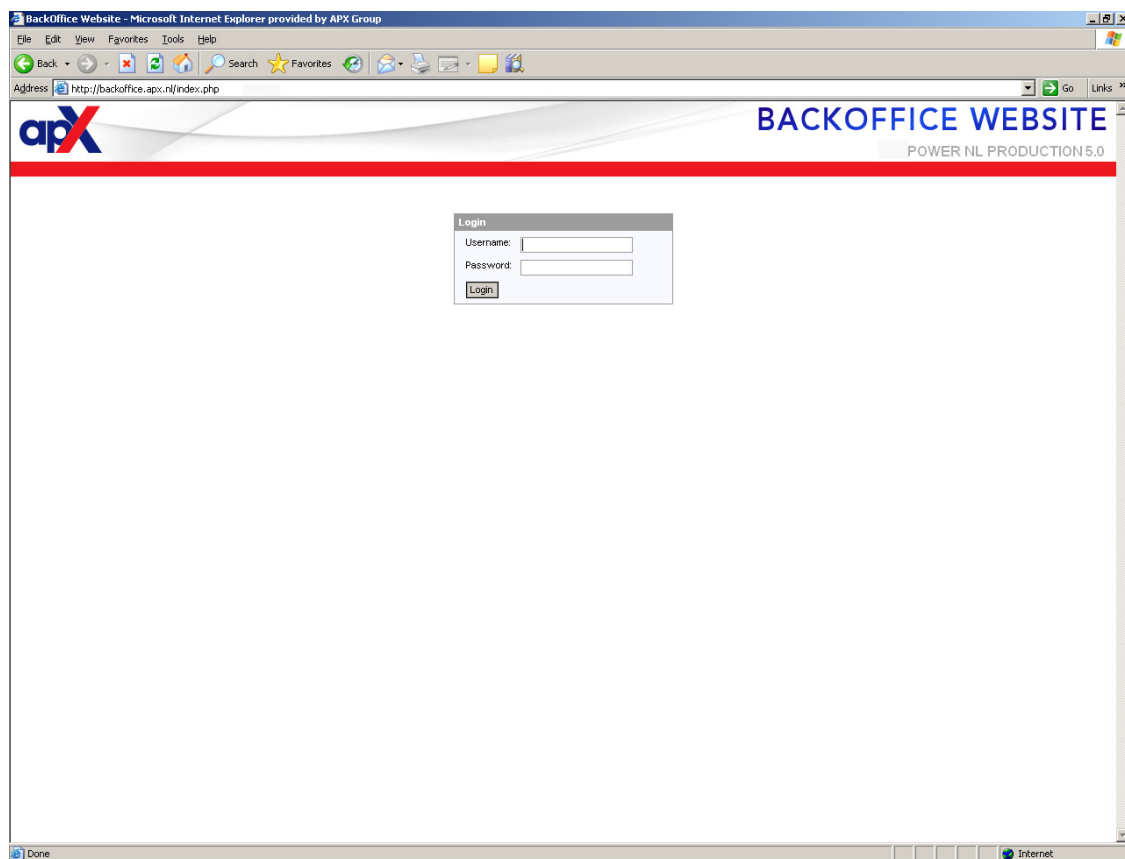 BackOffice Website - Microsoft Internet Explorer provided by APX Group
File Edit View Favorites Tools Help
Back Search Favorites
Address http://backoffice.apx.nl/index.php Go Links »
apX
BACKOFFICE WEBSITE
POWER NL PRODUCTION 5.0
Login
Username:
Password:
Login
Done Internet